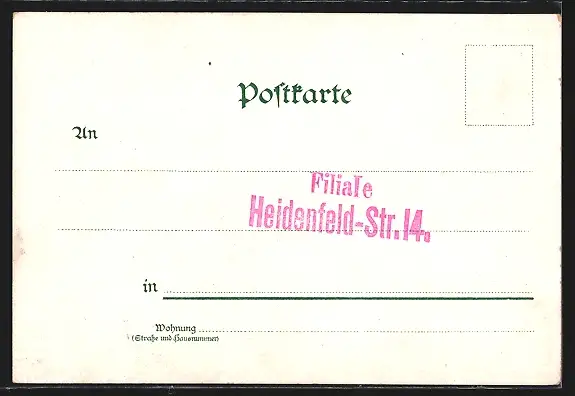 Postkarte
An
Filiale
Heidenfeld-Str. 14.
in
Wohnung
(Straße und Hausnummer)